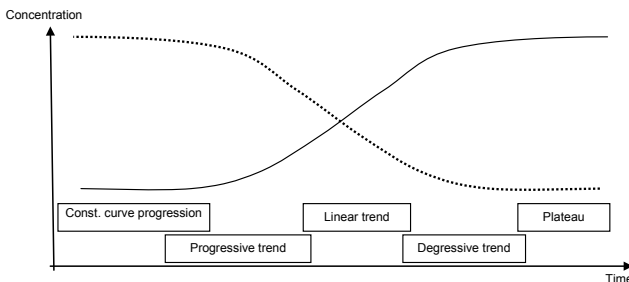 Concentration
Const. curve progression
Linear trend
Plateau
Progressive trend
Degressive trend
Time